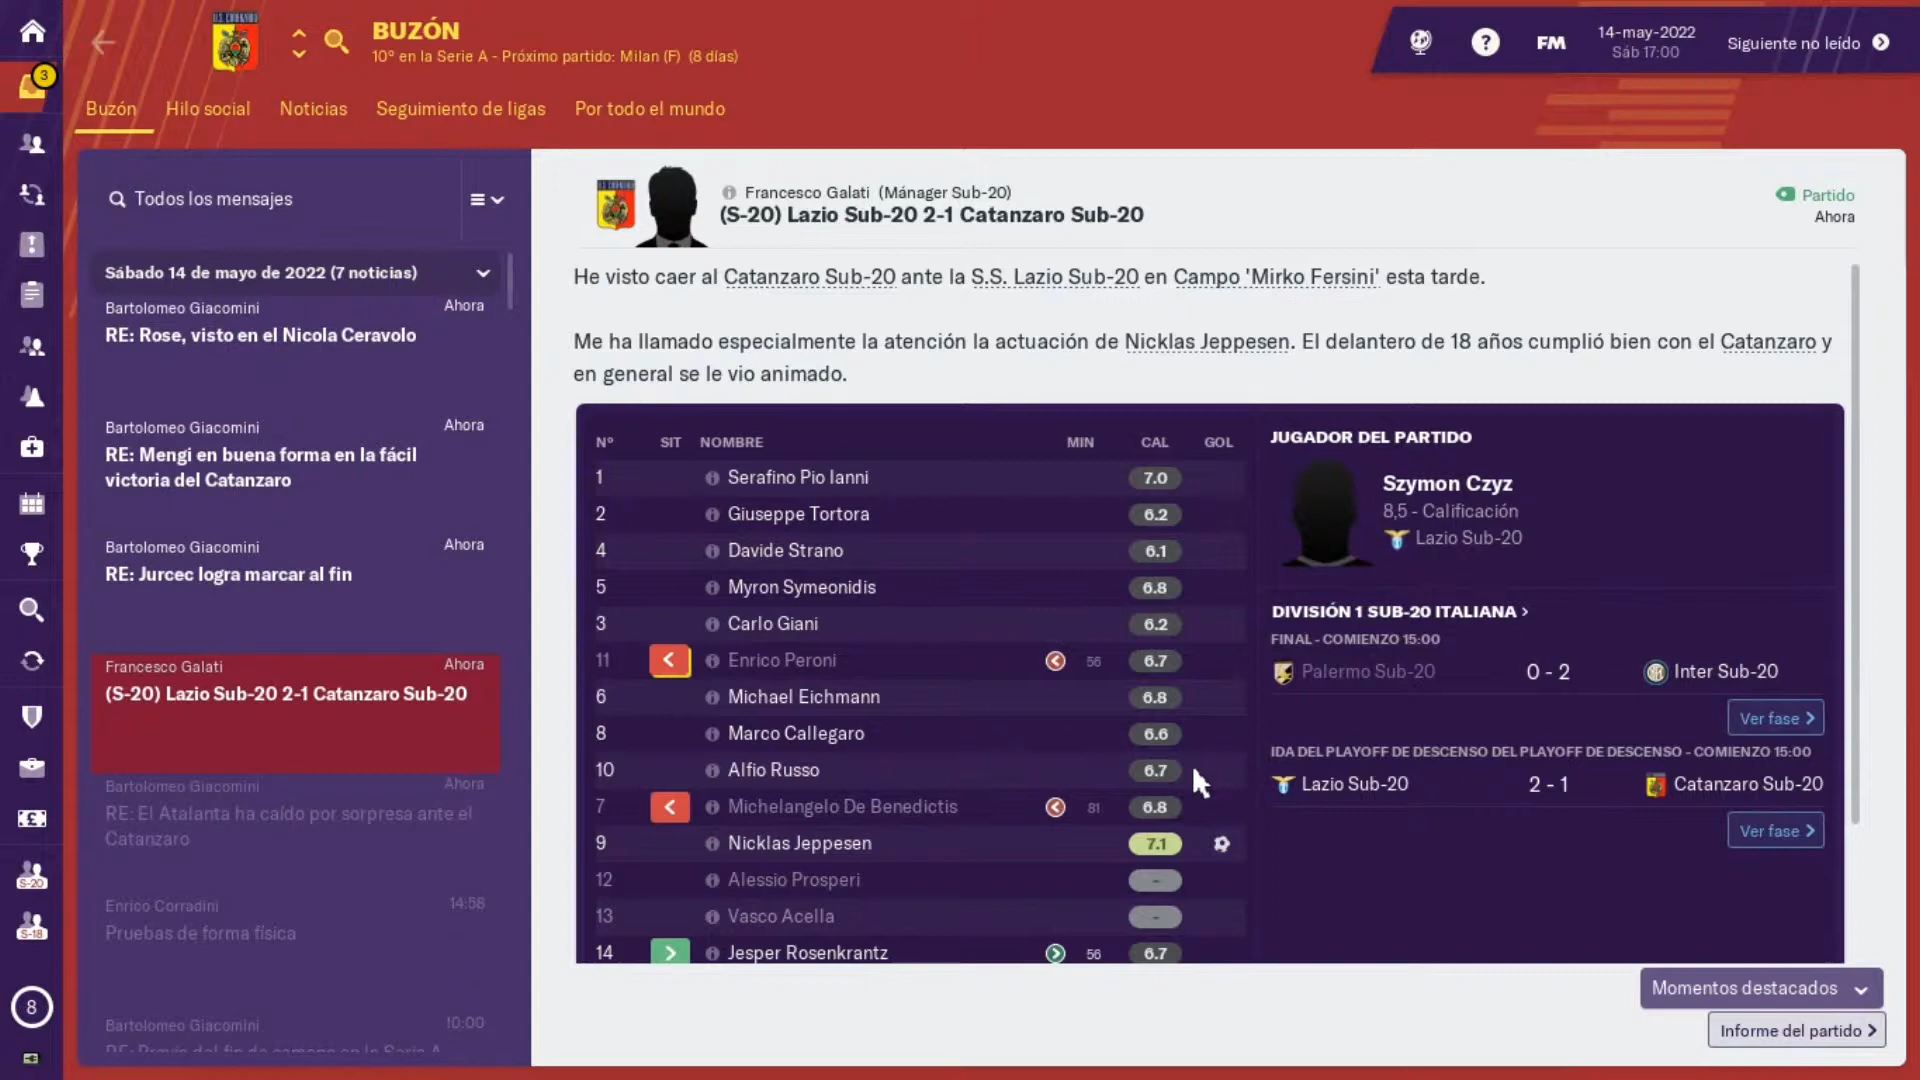 BUZÓN
10° en la Serie A - Próximo partido: Milan (F) (8 días)
FM
14-may-2022
Sáb 17:00
Siguiente no leído
3
Buzón
Hilo social
Noticias
Seguimiento de ligas
Por todo el mundo
Todos los mensajes
Sábado 14 de mayo de 2022 (7 noticias)
Bartolomeo Giacomini
Ahora
RE: Rose, visto en el Nicola Ceravolo
Bartolomeo Giacomini
Ahora
RE: Mengi en buena forma en la fácil
victoria del Catanzaro
Bartolomeo Giacomini
Ahora
RE: Jurcec logra marcar al fin
Francesco Galati
Ahora
(S-20) Lazio Sub-20 2-1 Catanzaro Sub-20
Bartolomeo Giacomini
Ahora
RE: El Atalanta ha caído por sorpresa ante el
Catanzaro
Enrico Corradini
14:58
Pruebas de forma física
Bartolomeo Giacomini
10:00
RE: Previa del fin de semana en la Serie A
S-20
S-18
8
Francesco Galati (Mánager Sub-20)
(S-20) Lazio Sub-20 2-1 Catanzaro Sub-20
Partido
Ahora
He visto caer al Catanzaro Sub-20 ante la S.S. Lazio Sub-20 en Campo 'Mirko Fersini' esta tarde.
Me ha llamado especialmente la atención la actuación de Nicklas Jeppesen. El delantero de 18 años cumplió bien con el Catanzaro y
en general se le vio animado.
Nº SIT NOMBRE MIN CAL GOL
1 Serafino Pio Ianni 7.0
2 Giuseppe Tortora 6.2
4 Davide Strano 6.1
5 Myron Symeonidis 6.8
3 Carlo Giani 6.2
11 Enrico Peroni 56 6.7
6 Michael Eichmann 6.8
8 Marco Callegaro 6.6
10 Alfio Russo 6.7
7 Michelangelo De Benedictis 81 6.8
9 Nicklas Jeppesen 7.1
12 Alessio Prosperi -
13 Vasco Acella -
14 Jesper Rosenkrantz 56 6.7
JUGADOR DEL PARTIDO
Szymon Czyz
8,5 - Calificación
Lazio Sub-20
DIVISIÓN 1 SUB-20 ITALIANA >
FINAL - COMIENZO 15:00
Palermo Sub-20 0 - 2 Inter Sub-20
Ver fase >
IDA DEL PLAYOFF DE DESCENSO DEL PLAYOFF DE DESCENSO - COMIENZO 15:00
Lazio Sub-20 2 - 1 Catanzaro Sub-20
Ver fase >
Momentos destacados
Informe del partido >